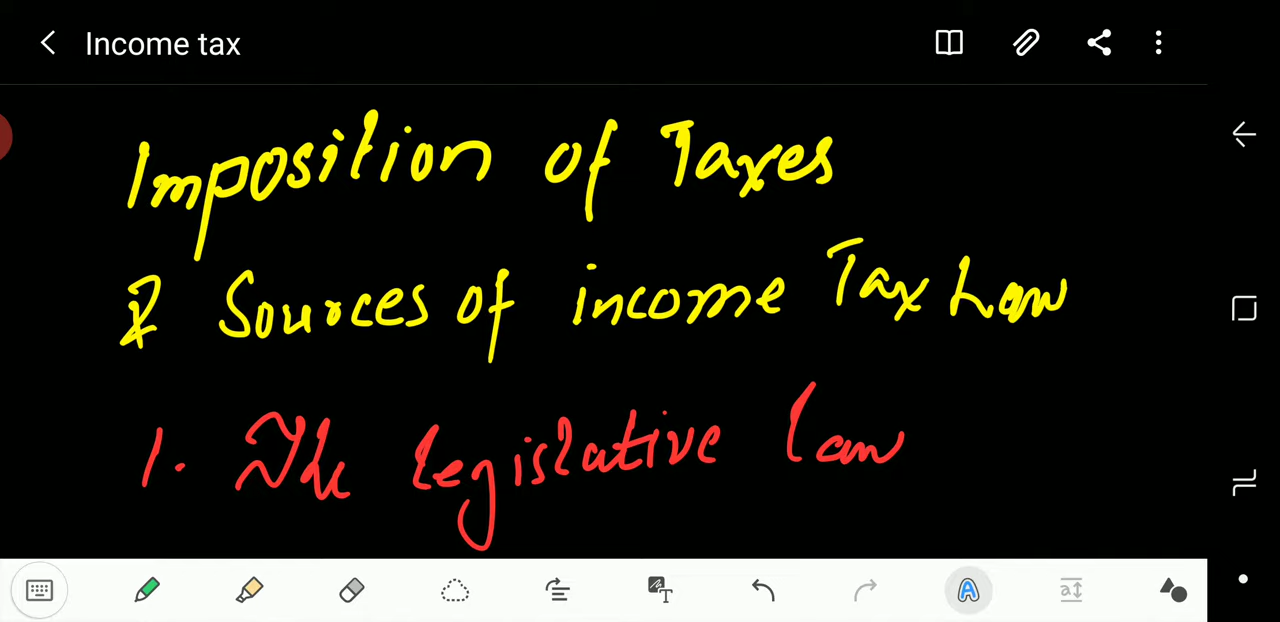 Income tax
Imposition of Taxes
& Sources of income Tax Law
1. The legislative law